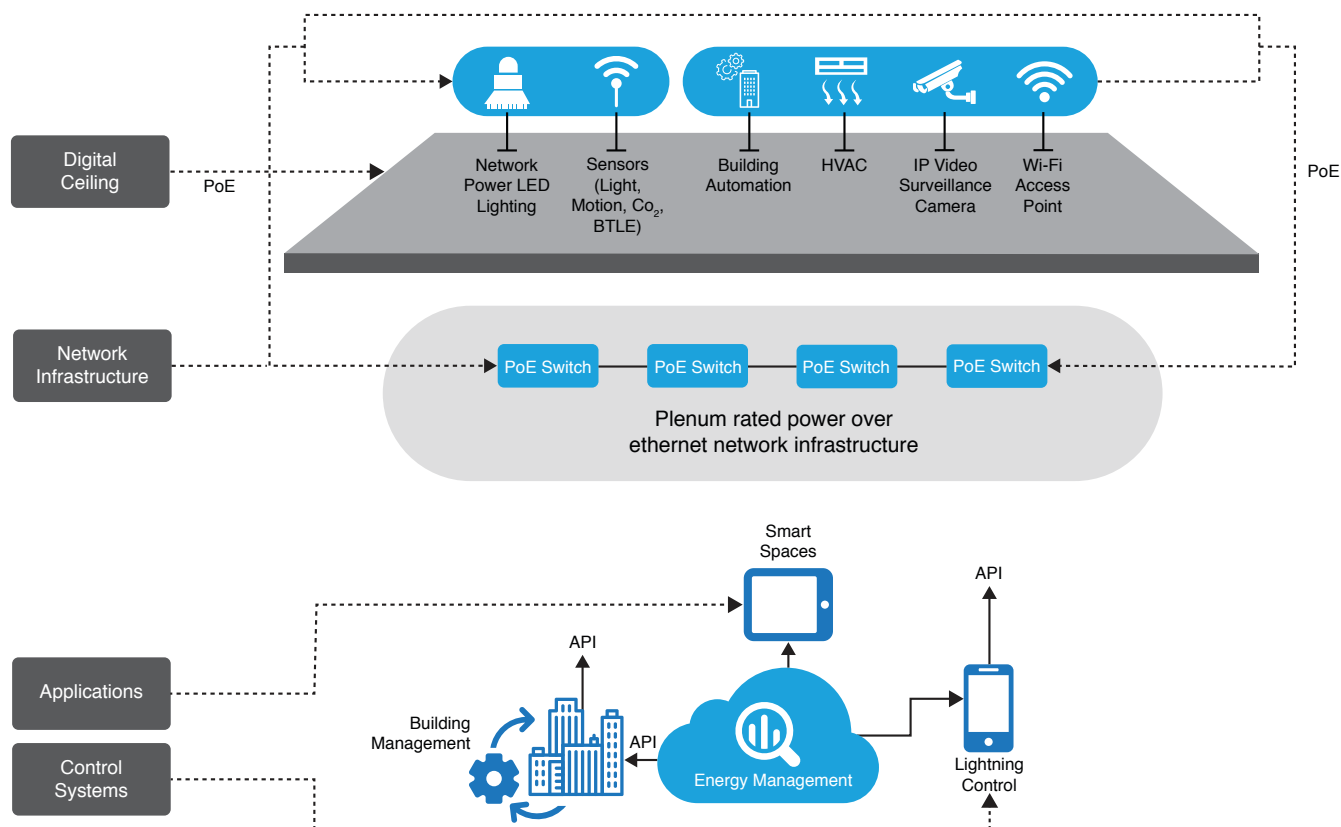 Digital
Ceiling
PoE
Network
Power LED
Lighting
Sensors
(Light,
Motion, Co₂,
BTLE)
Building
Automation
HVAC
IP Video
Surveillance
Camera
Wi-Fi
Access
Point
PoE
Network
Infrastructure
PoE Switch
PoE Switch
PoE Switch
PoE Switch
Plenum rated power over
ethernet network infrastructure
Smart
Spaces
API
API
Applications
Building
Management
API
Control
Systems
Energy Management
Lightning
Control